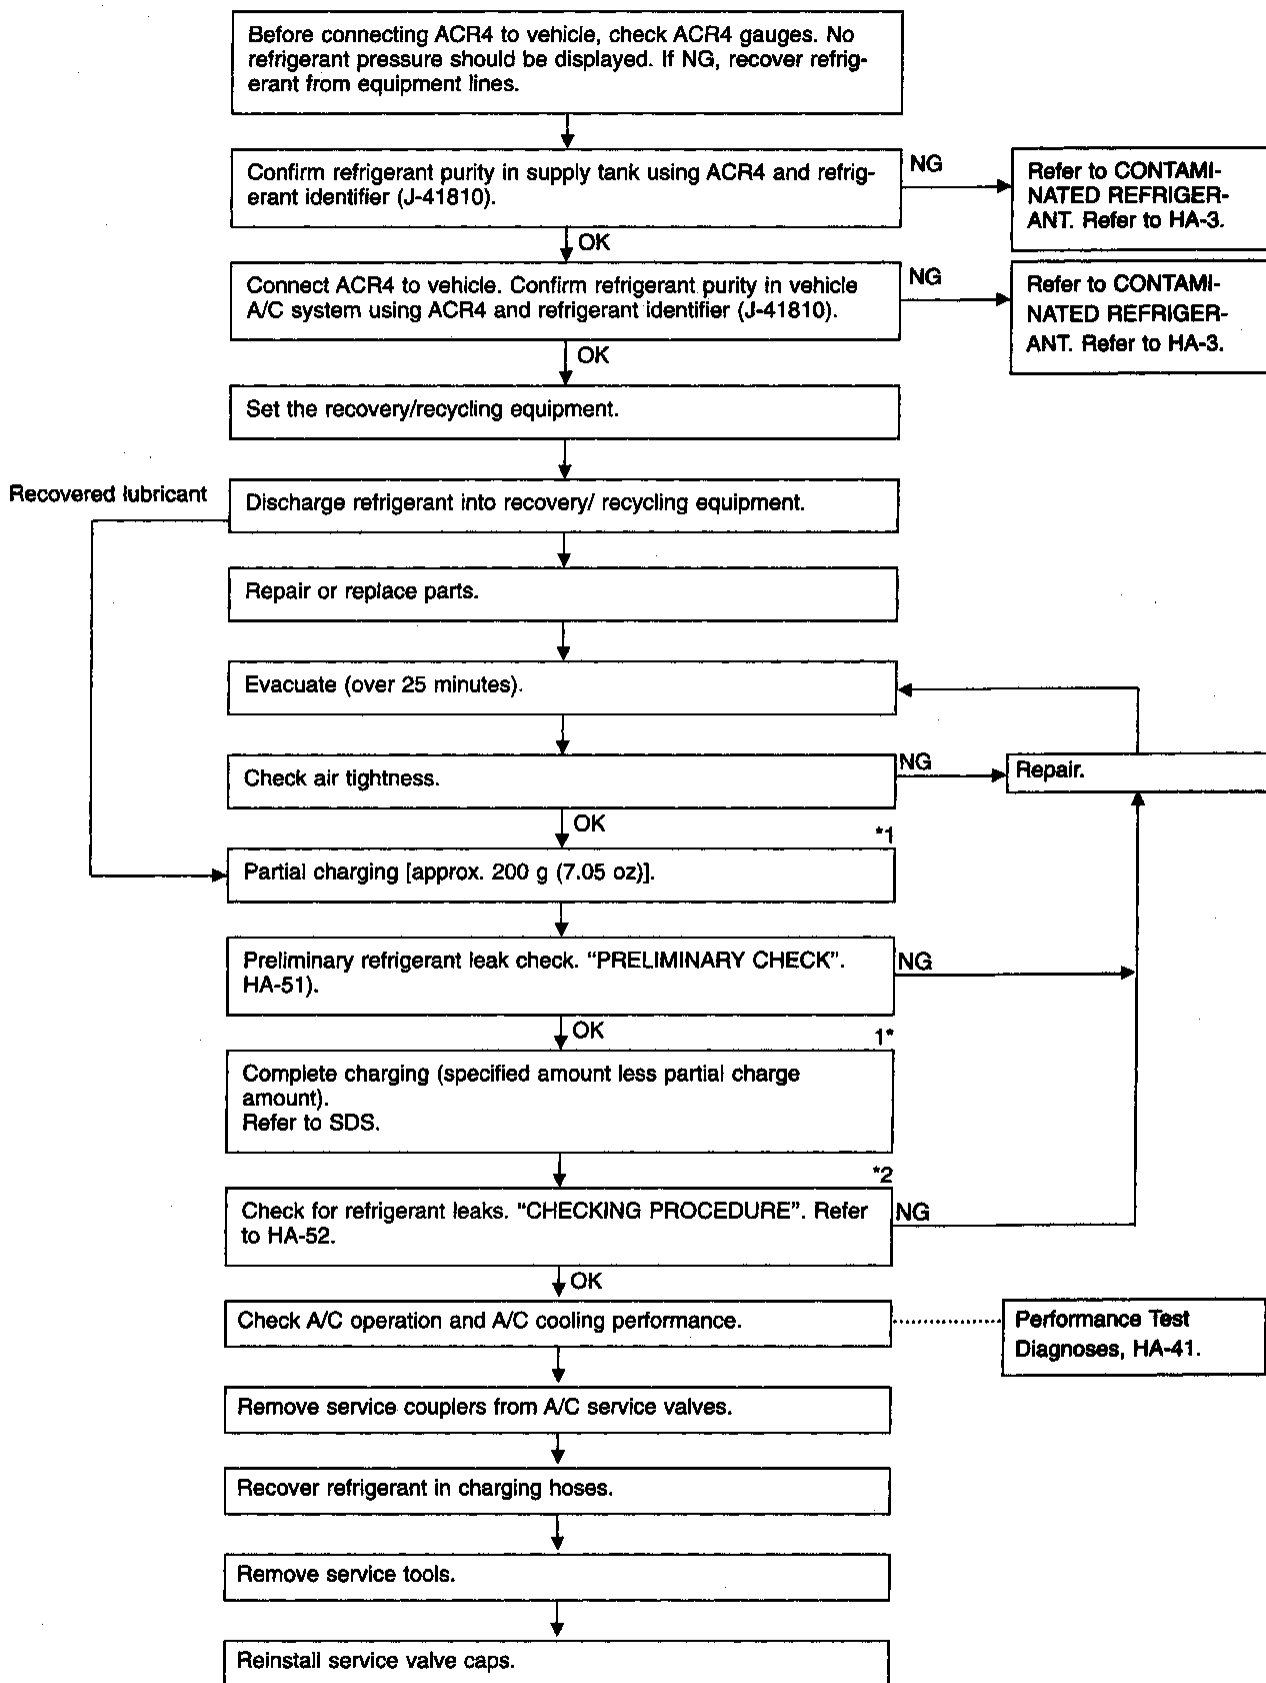 Before connecting ACR4 to vehicle, check ACR4 gauges. No
refrigerant pressure should be displayed. If NG, recover refrig-
erant from equipment lines.
Confirm refrigerant purity in supply tank using ACR4 and refrig-
erant identifier (J-41810).
NG
Refer to CONTAMI-
NATED REFRIGER-
ANT. Refer to HA-3.
OK
Connect ACR4 to vehicle. Confirm refrigerant purity in vehicle
A/C system using ACR4 and refrigerant identifier (J-41810).
NG
Refer to CONTAMI-
NATED REFRIGER-
ANT. Refer to HA-3.
OK
Set the recovery/recycling equipment.
Recovered lubricant
Discharge refrigerant into recovery/ recycling equipment.
Repair or replace parts.
Evacuate (over 25 minutes).
Check air tightness.
NG
Repair.
OK
*1
Partial charging [approx. 200 g (7.05 oz)].
Preliminary refrigerant leak check. “PRELIMINARY CHECK”.
HA-51).
NG
OK
1*
Complete charging (specified amount less partial charge
amount).
Refer to SDS.
*2
Check for refrigerant leaks. “CHECKING PROCEDURE”. Refer
to HA-52.
NG
OK
Check A/C operation and A/C cooling performance.
Performance Test
Diagnoses, HA-41.
Remove service couplers from A/C service valves.
Recover refrigerant in charging hoses.
Remove service tools.
Reinstall service valve caps.